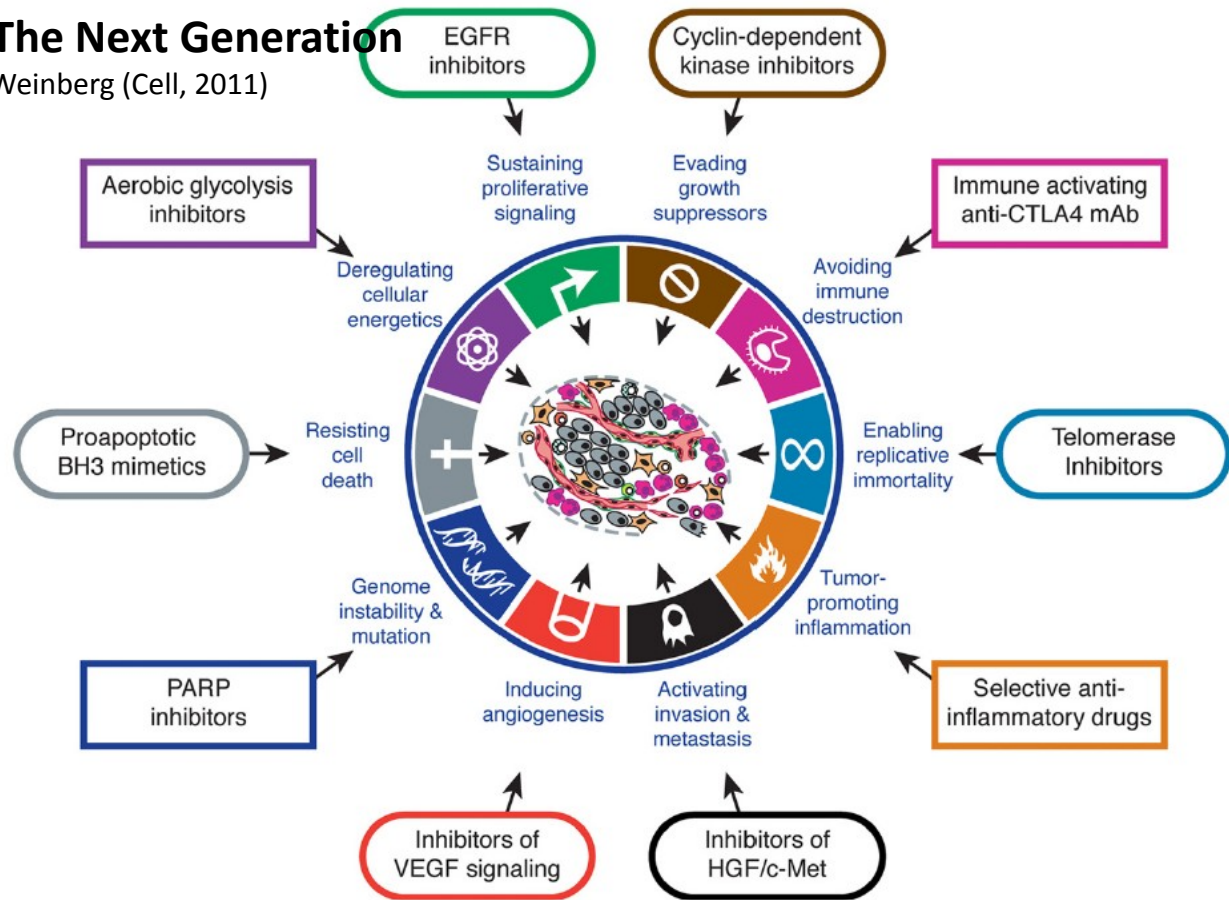 The Next Generation
Weinberg (Cell, 2011)
EGFR
inhibitors
Cyclin-dependent
kinase inhibitors
Sustaining
proliferative
signaling
Evading
growth
suppressors
Aerobic glycolysis
inhibitors
Immune activating
anti-CTLA4 mAb
Deregulating
cellular
energetics
Avoiding
immune
destruction
Proapoptotic
BH3 mimetics
Resisting
cell
death
Enabling
replicative
immortality
Telomerase
Inhibitors
Genome
instability &
mutation
Tumor-
promoting
inflammation
PARP
inhibitors
Inducing
angiogenesis
Activating
invasion &
metastasis
Selective anti-
inflammatory drugs
Inhibitors of
VEGF signaling
Inhibitors of
HGF/c-Met